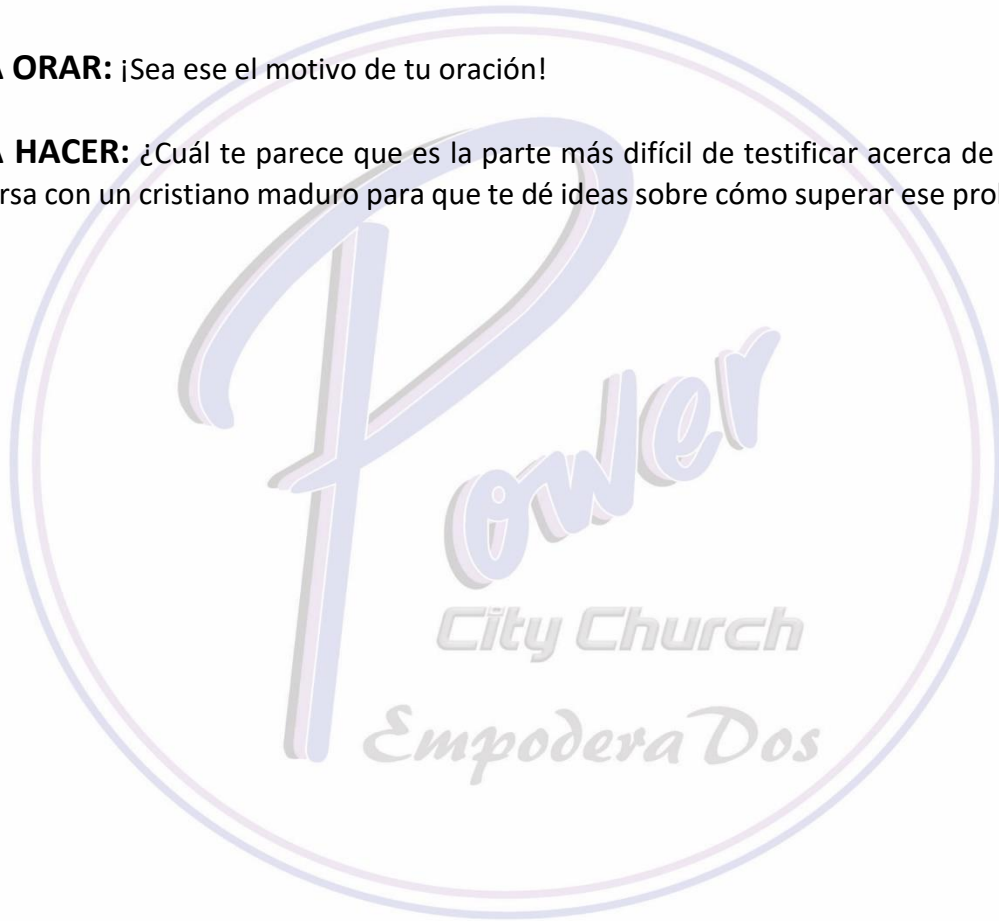 A ORAR: ¡Sea ese el motivo de tu oración!
A HACER: ¿Cuál te parece que es la parte más difícil de testificar acerca de
rsa con un cristiano maduro para que te dé ideas sobre cómo superar ese
Power
City Church
EmpoderaDos